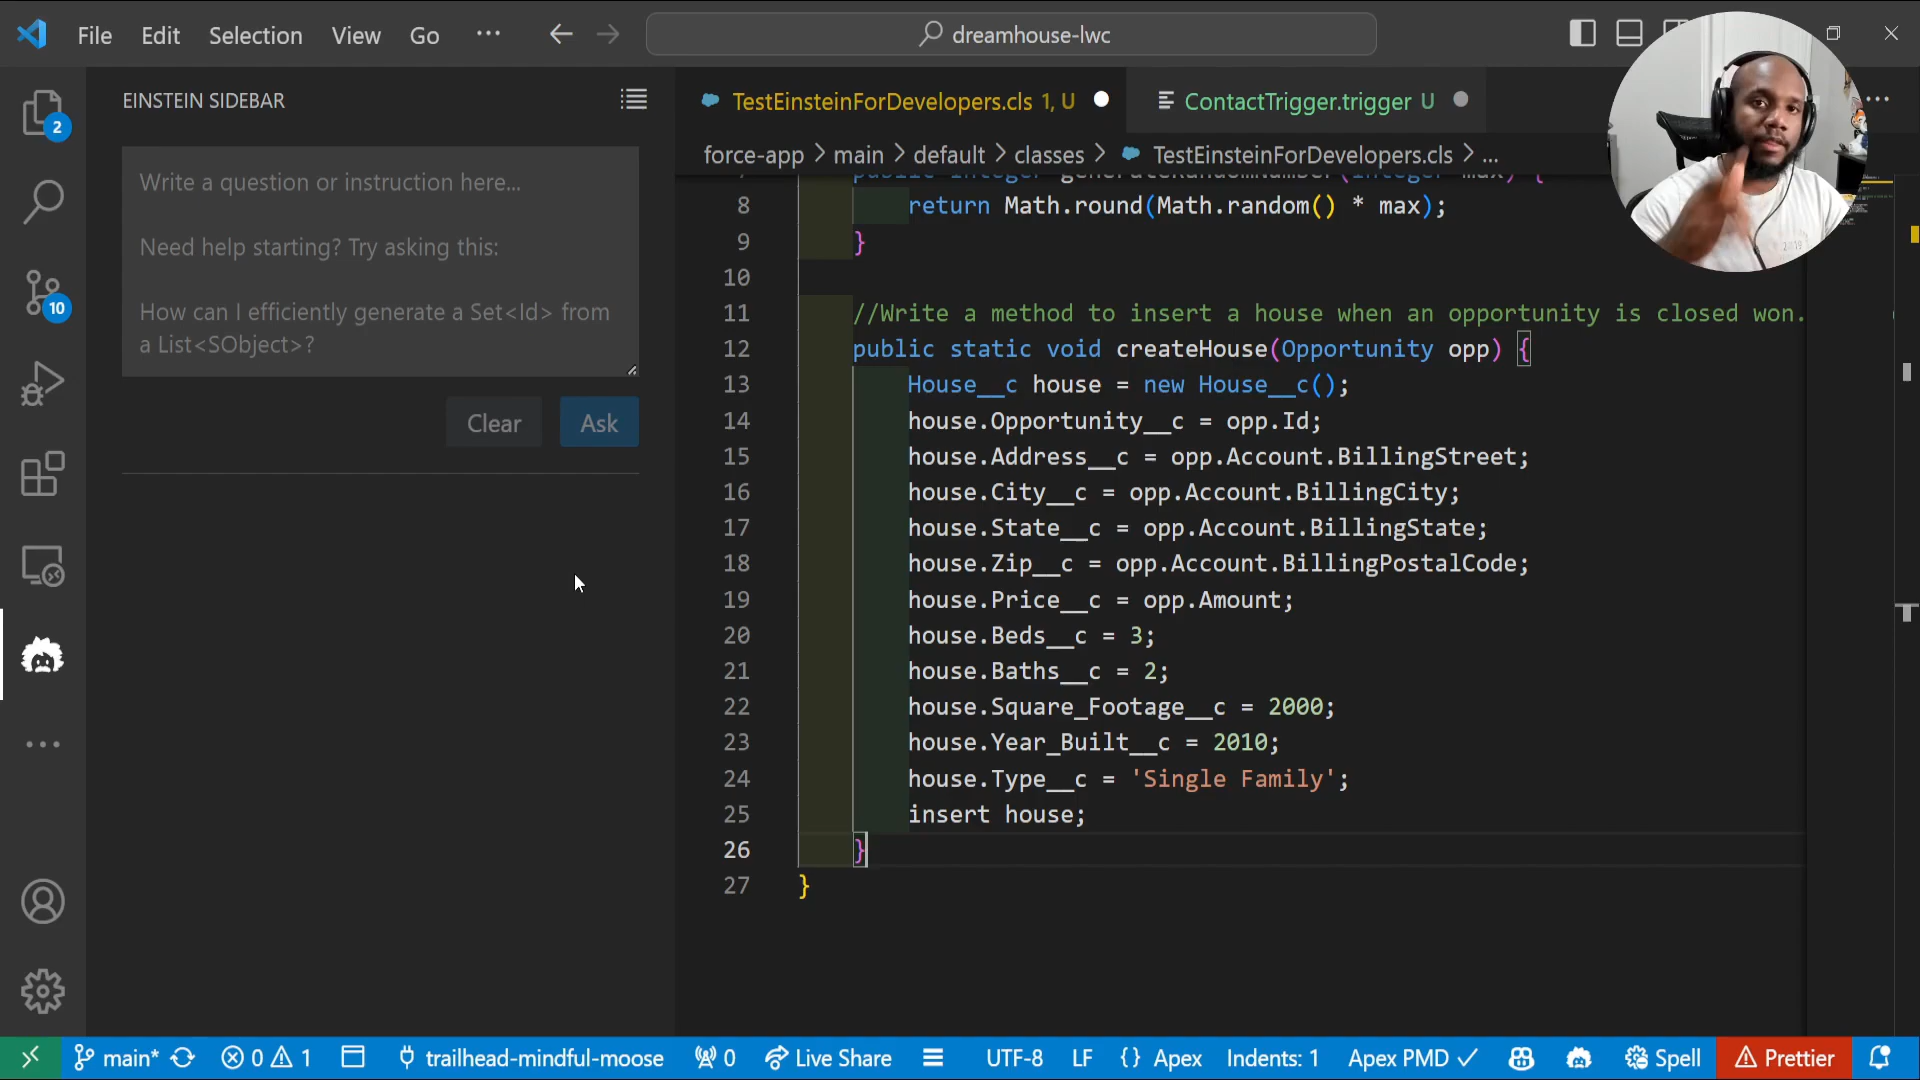 File Edit Selection View Go ... dreamhouse-lwc
EINSTEIN SIDEBAR
TestEinsteinForDevelopers.cls 1, U
ContactTrigger.trigger U
force-app > main > default > classes > TestEinsteinForDevelopers.cls > ...
Write a question or instruction here...
Need help starting? Try asking this:
How can I efficiently generate a Set<Id> from
a List<SObject>?
Clear Ask
2
10
public integer generateRandomNumber(integer max) {
8 return Math.round(Math.random() * max);
9 }
10
11 //Write a method to insert a house when an opportunity is closed won.
12 public static void createHouse(Opportunity opp) {
13 House__c house = new House__c();
14 house.Opportunity__c = opp.Id;
15 house.Address__c = opp.Account.BillingStreet;
16 house.City__c = opp.Account.BillingCity;
17 house.State__c = opp.Account.BillingState;
18 house.Zip__c = opp.Account.BillingPostalCode;
19 house.Price__c = opp.Amount;
20 house.Beds__c = 3;
21 house.Baths__c = 2;
22 house.Square_Footage__c = 2000;
23 house.Year_Built__c = 2010;
24 house.Type__c = 'Single Family';
25 insert house;
26 }
27 }
main* 0 1 trailhead-mindful-moose 0 Live Share UTF-8 LF {} Apex Indents: 1 Apex PMD ✓ Spell Prettier